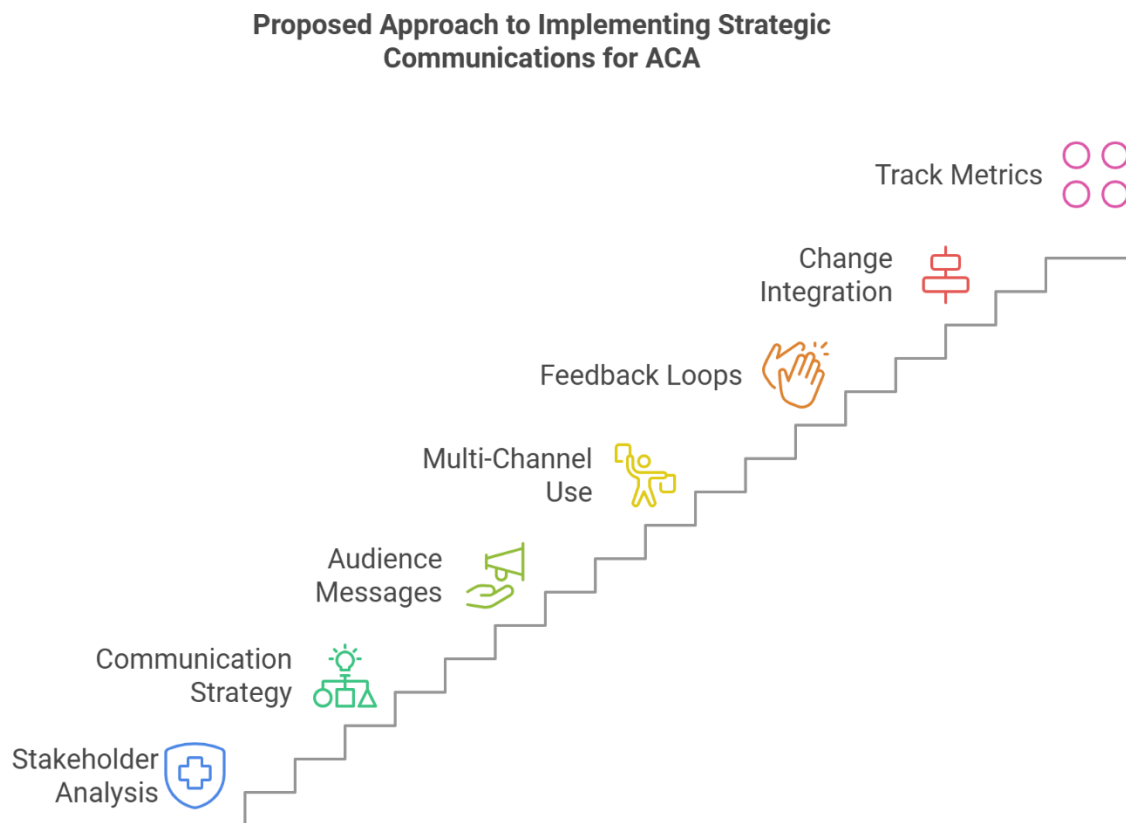 Proposed Approach to Implementing Strategic
Communications for ACA
Track Metrics
Change
Integration
Feedback Loops
Multi-Channel
Use
Audience
Messages
Communication
Strategy
Stakeholder
Analysis